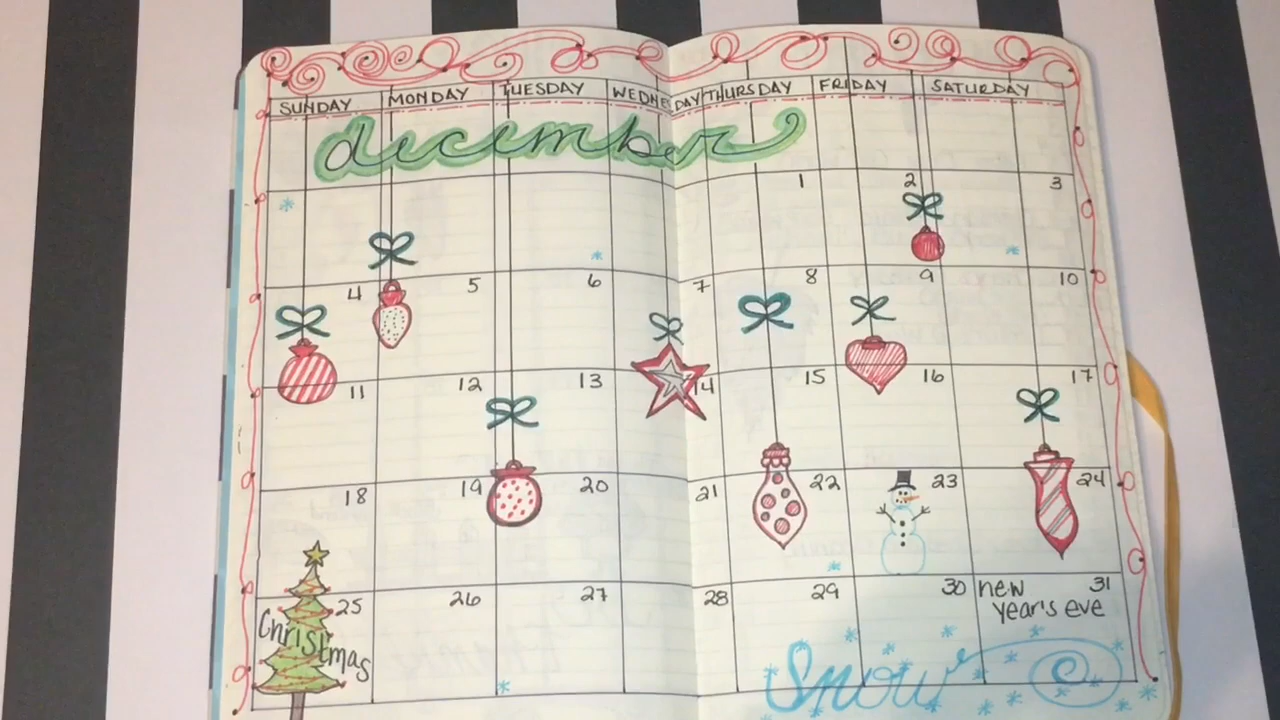 SUNDAY MONDAY TUESDAY WEDNESDAY THURSDAY FRIDAY SATURDAY
december
1 2 3
4 5 6 7 8 9 10
11 12 13 14 15 16 17
18 19 20 21 22 23 24
25 26 27 28 29 30 31
Christmas
new
year's eve
Snow